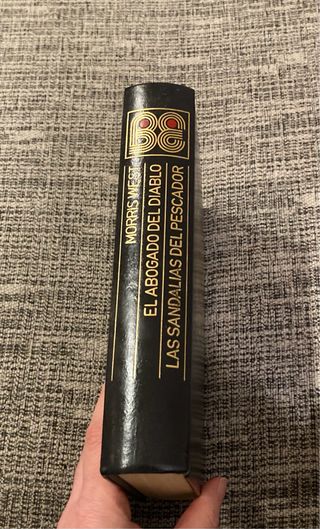 MORRIS WEST
EL ABOGADO DEL DIABLO
LAS SANDALIAS DEL PESCADOR